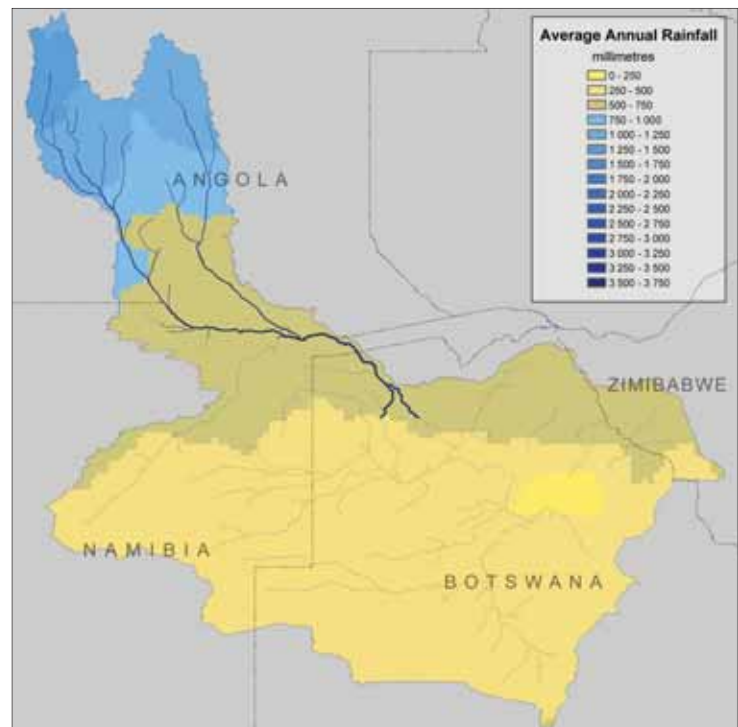 Average Annual Rainfall
millimetres
0 - 250
250 - 500
500 - 750
750 - 1 000
1 000 - 1 250
1 250 - 1 500
1 500 - 1 750
1 750 - 2 000
2 000 - 2 250
2 250 - 2 500
2 500 - 2 750
2 750 - 3 000
3 000 - 3 250
3 250 - 3 500
3 500 - 3 750
ANGOLA
ZIMIBABWE
NAMIBIA
BOTSWANA